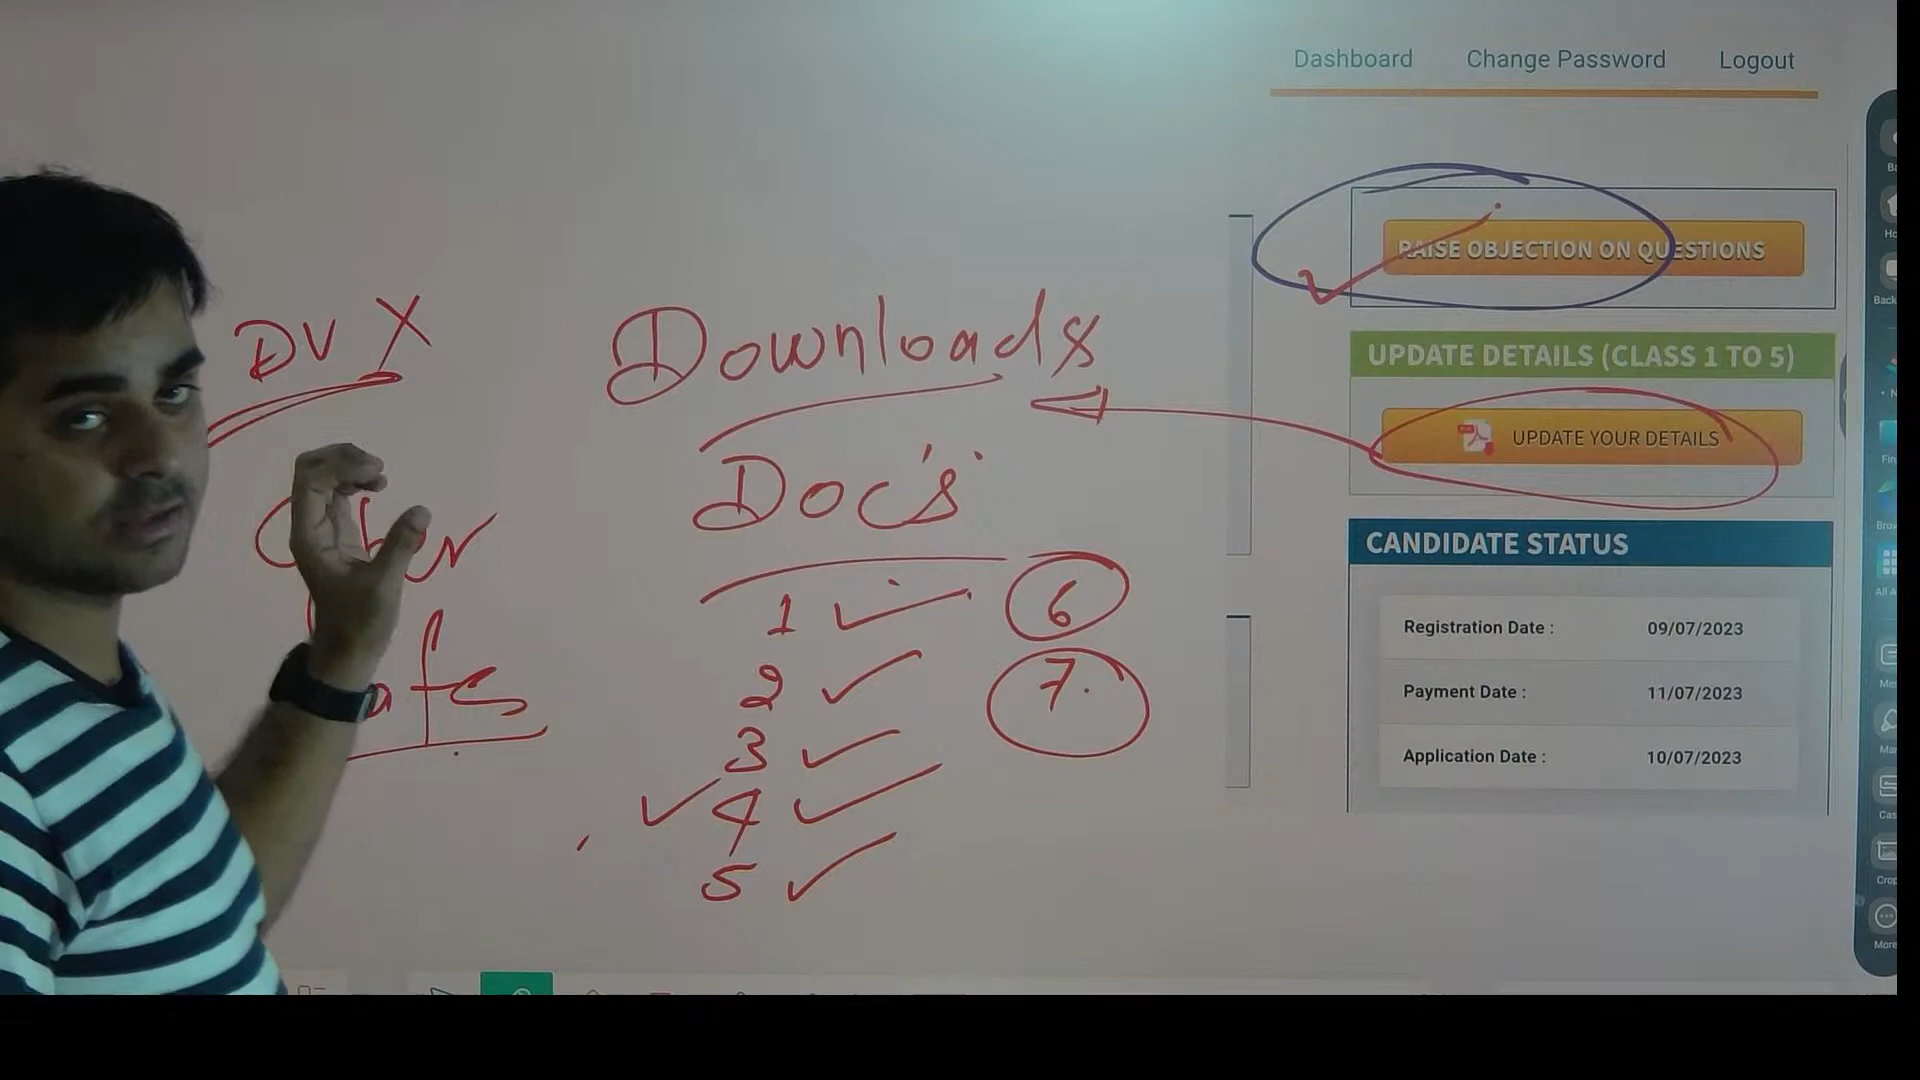 Dashboard Change Password Logout
RAISE OBJECTION ON QUESTIONS
UPDATE DETAILS (CLASS 1 TO 5)
UPDATE YOUR DETAILS
CANDIDATE STATUS
Registration Date : 09/07/2023
Payment Date : 11/07/2023
Application Date : 10/07/2023
DV X
Downloads
Doc's
1 ✓
2 ✓
3 ✓
✓ 4 ✓
5 ✓
6
7.